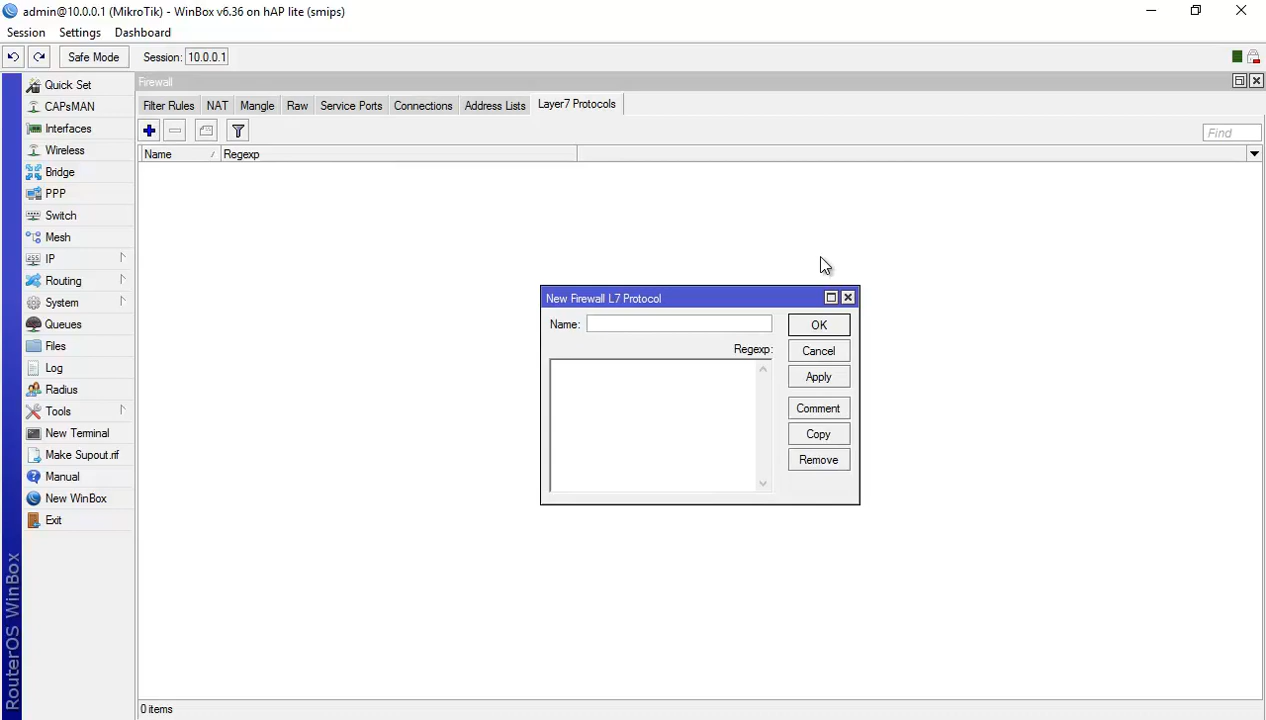 admin@10.0.0.1 (MikroTik) - WinBox v6.36 on hAP lite (smips)
Session Settings Dashboard
Safe Mode Session: 10.0.0.1
Quick Set
CAPsMAN
Interfaces
Wireless
Bridge
PPP
Switch
Mesh
IP
Routing
System
Queues
Files
Log
Radius
Tools
New Terminal
Make Supout.rif
Manual
New WinBox
Exit
RouterOS WinBox
Firewall
Filter Rules NAT Mangle Raw Service Ports Connections Address Lists Layer7 Protocols
Find
Name / Regexp
New Firewall L7 Protocol
Name: OK
Regexp: Cancel
Apply
Comment
Copy
Remove
0 items